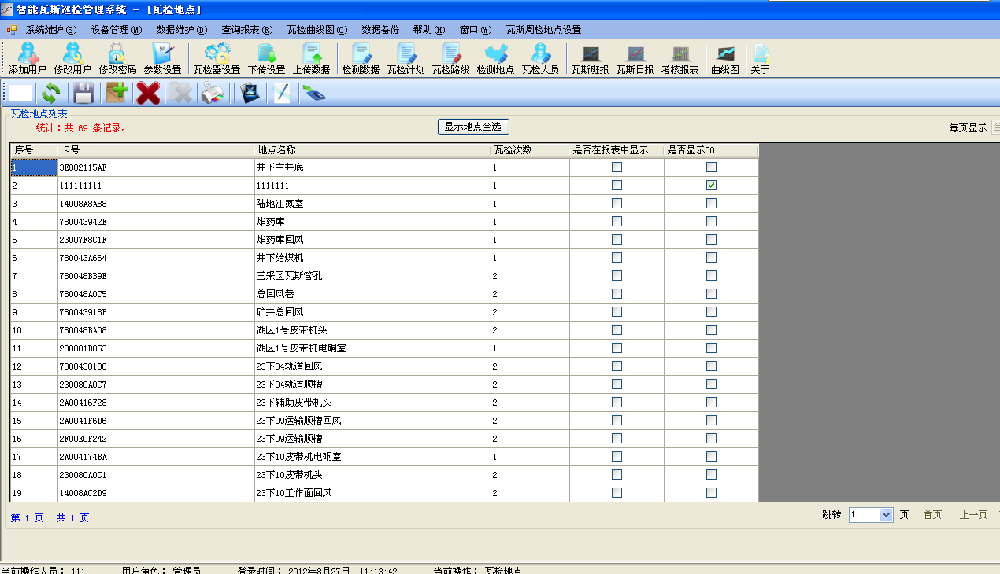 智能瓦斯巡检管理系统 - [瓦检地点]
系统维护(S) 设备管理(M) 数据维护(D) 查询报表(R) 瓦检曲线图(O) 数据备份 帮助(H) 窗口(W) 瓦斯周检地点设置
添加用户 修改用户 修改密码 参数设置 瓦检器设置 下传设置 上传数据 检测数据 瓦检计划 瓦检路线 检测地点 瓦检人员 瓦斯班报 瓦斯日报 考核报表 曲线图 关于
瓦检地点列表
统计：共 69 条记录。 显示地点全选 每页显示 全
序号 卡号 地点名称 瓦检次数 是否在报表中显示 是否显示CO
1 3E002115AF 井下主井底 1
2 111111111 1111111 1
3 14008A8A88 陆地注氮室 1
4 780043942E 炸药库 1
5 23007F8C1F 炸药库回风 1
6 780043A664 井下给煤机 1
7 780048BB9E 三采区瓦斯管孔 2
8 780048A0C5 总回风巷 2
9 780043918B 矿井总回风 2
10 780048BA08 湖区1号皮带机头 2
11 230081B853 湖区1号皮带机电硐室 1
12 780043813C 23下04轨道回风 2
13 230080A0C7 23下04轨道顺槽 2
14 2A00416F28 23下辅助皮带机头 2
15 2A0041F6D6 23下09运输顺槽回风 2
16 2F00E0F242 23下09运输顺槽 2
17 2A004174BA 23下10皮带机电硐室 1
18 230080A0C1 23下10皮带机头 2
19 14008AC2D9 23下10工作面回风 2
第 1 页 共 1 页 跳转 1 页 首页 上一页
当前操作人员： 111 用户角色： 管理员 登录时间： 2012年8月27日 11:13:42 当前操作： 瓦检地点